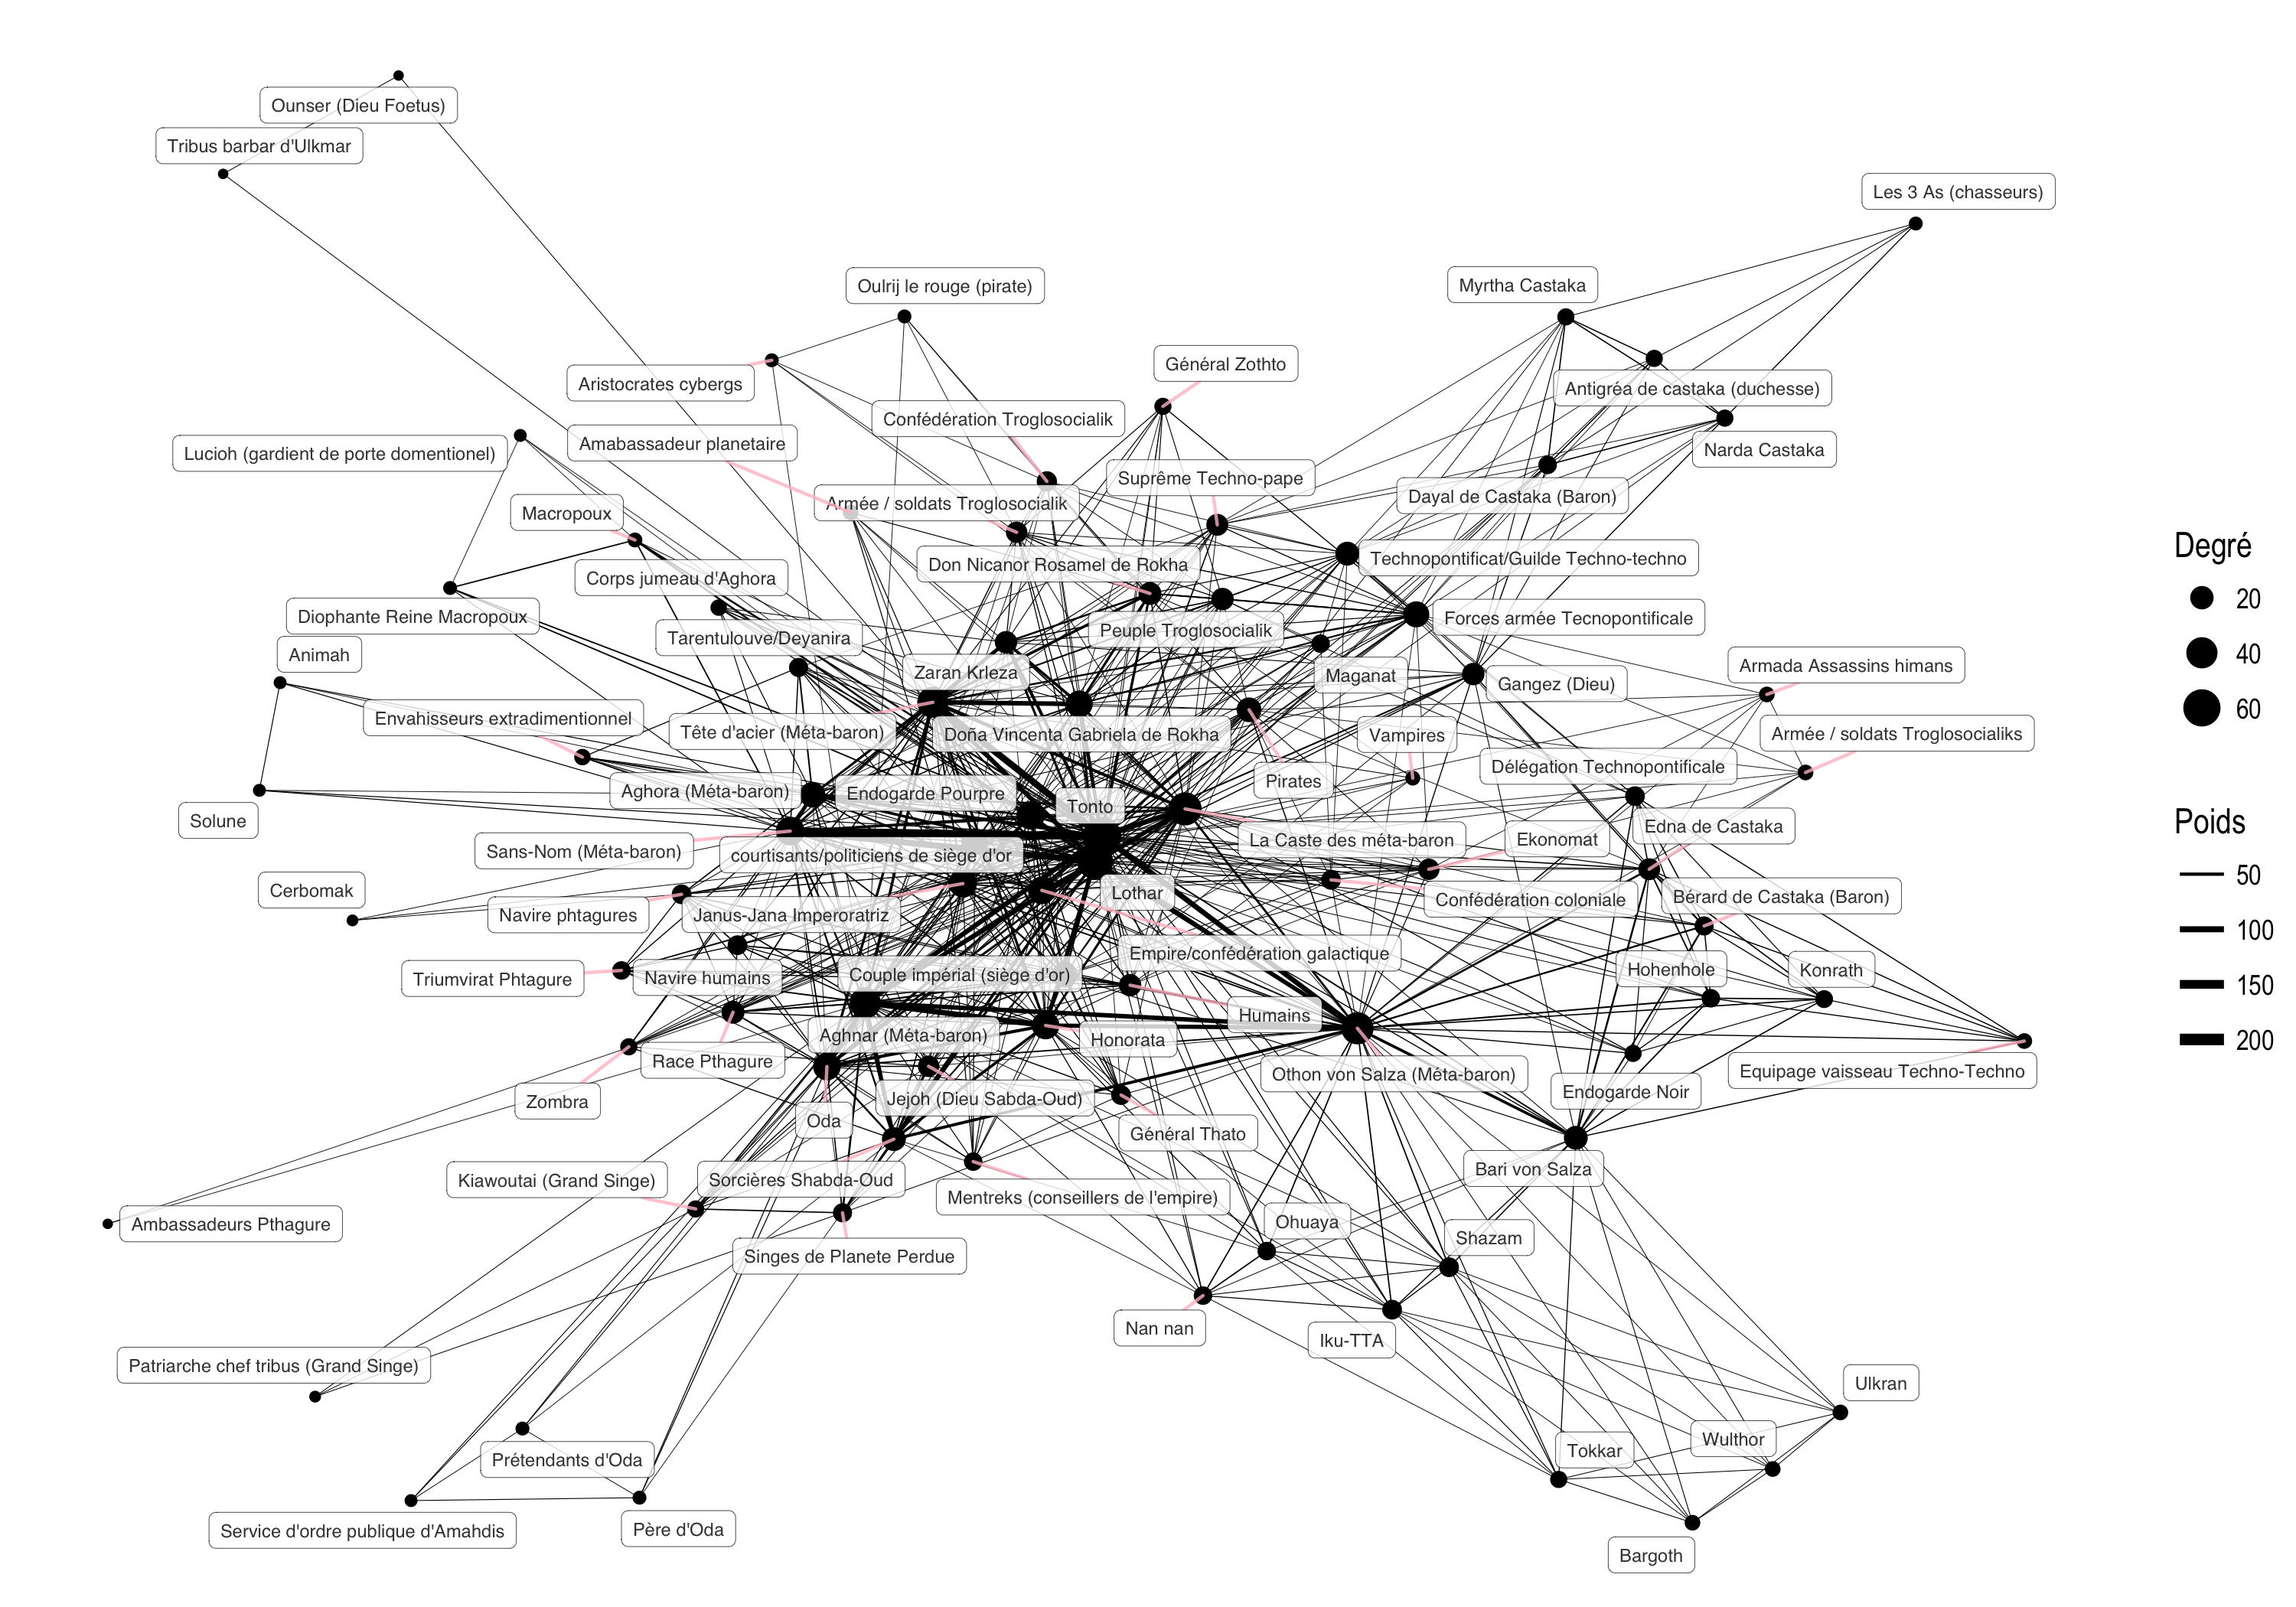 Ounser (Dieu Foetus)
Tribus barbar d'Ulkmar
Les 3 As (chasseurs)
Oulrij le rouge (pirate)
Myrtha Castaka
Général Zothto
Aristocrates cybergs
Antigréa de castaka (duchesse)
Confédération Troglosocialik
Amabassadeur planetaire
Lucioh (gardient de porte domentionel)
Narda Castaka
Suprême Techno-pape
Dayal de Castaka (Baron)
Armée / soldats Troglosocialik
Macropoux
Don Nicanor Rosamel de Rokha
Technopontificat/Guilde Techno-techno
Corps jumeau d'Aghora
Diophante Reine Macropoux
Forces armée Tecnopontificale
Peuple Troglosocialik
Tarentulouve/Deyanira
Animah
Zaran Krleza
Maganat
Gangez (Dieu)
Armada Assassins himans
Envahisseurs extradimentionnel
Tête d'acier (Méta-baron)
Doña Vincenta Gabriela de Rokha
Vampires
Armée / soldats Troglosocialiks
Délégation Technopontificale
Pirates
Aghora (Méta-baron)
Endogarde Pourpre
Tonto
Solune
Edna de Castaka
La Caste des méta-baron
Ekonomat
Sans-Nom (Méta-baron)
courtisants/politiciens de siège d'or
Cerbomak
Lothar
Confédération coloniale
Bérard de Castaka (Baron)
Navire phtagures
Janus-Jana Imperoratriz
Empire/confédération galactique
Hohenhole
Konrath
Triumvirat Phtagure
Navire humains
Couple impérial (siège d'or)
Humains
Aghnar (Méta-baron)
Honorata
Race Pthagure
Othon von Salza (Méta-baron)
Equipage vaisseau Techno-Techno
Endogarde Noir
Zombra
Jejoh (Dieu Sabda-Oud)
Oda
Général Thato
Bari von Salza
Kiawoutai (Grand Singe)
Sorcières Shabda-Oud
Mentreks (conseillers de l'empire)
Ambassadeurs Pthagure
Ohuaya
Shazam
Singes de Planete Perdue
Nan nan
Iku-TTA
Patriarche chef tribus (Grand Singe)
Ulkran
Wulthor
Tokkar
Prétendants d'Oda
Service d'ordre publique d'Amahdis
Père d'Oda
Bargoth
Degré
20
40
60
Poids
50
100
150
200